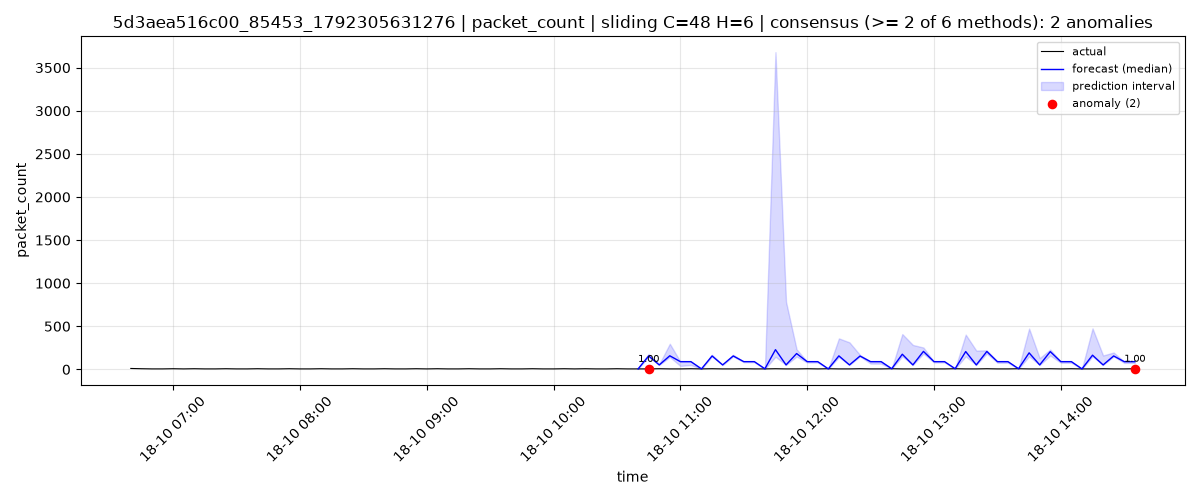 5d3aea516c00_85453_1792305631276 | packet_count | sliding C=48 H=6 | consensus (>= 2 of 6 methods): 2 anomalies
actual
forecast (median)
prediction interval
anomaly (2)
packet_count
3500
3000
2500
2000
1500
1000
500
0
1.00
1.00
18-10 07:00
18-10 08:00
18-10 09:00
18-10 10:00
18-10 11:00
18-10 12:00
18-10 13:00
18-10 14:00
time